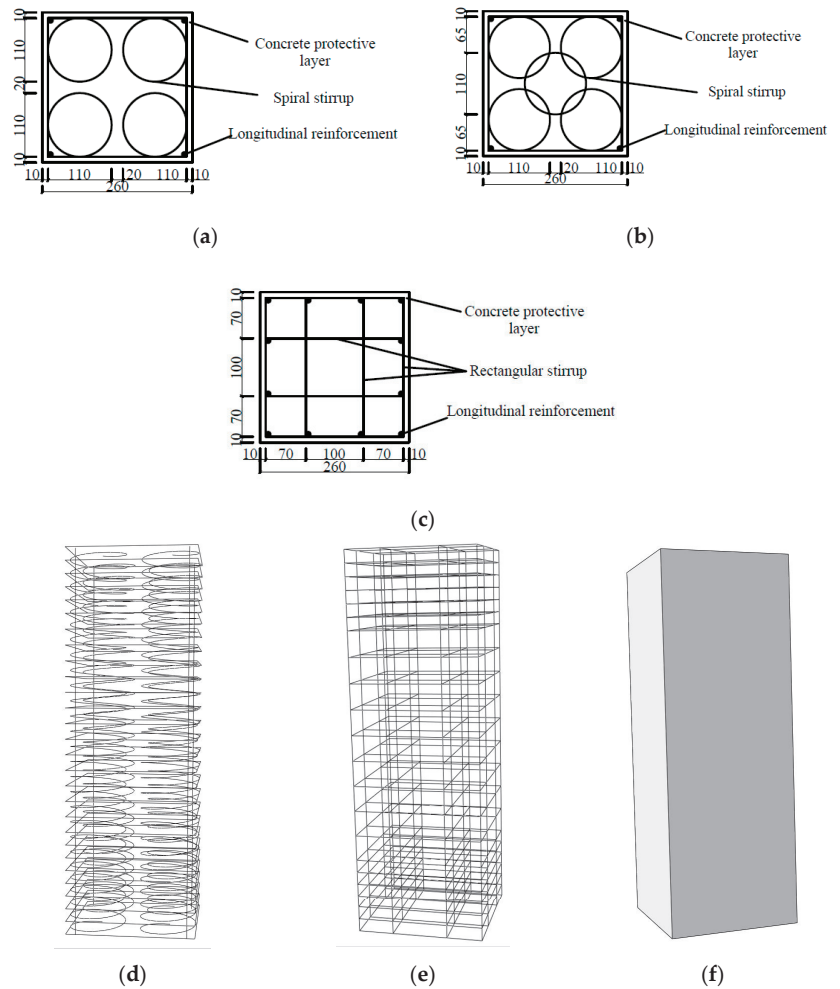 10
110
20
110
10
10 110 20 110 10
260
Concrete protective
layer
Spiral stirrup
Longitudinal reinforcement
(a)
10
65
110
65
10
10 110 20 110 10
260
Concrete protective
layer
Spiral stirrup
Longitudinal reinforcement
(b)
10
70
100
70
10
10 70 100 70 10
260
Concrete protective
layer
Rectangular stirrup
Longitudinal reinforcement
(c)
(d)
(e)
(f)